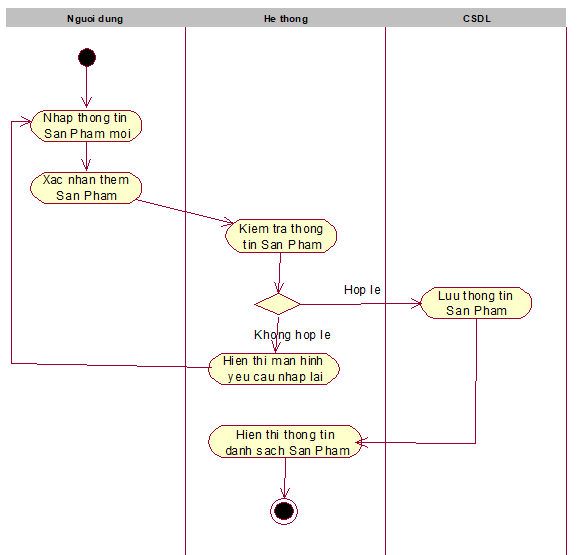 Nguoi dung
He thong
CSDL
Nhap thong tin
San Pham moi
Xac nhan them
San Pham
Kiem tra thong
tin San Pham
Hop le
Luu thong tin
San Pham
Khong hop le
Hien thi man hinh
yeu cau nhap lai
Hien thi thong tin
danh sach San Pham